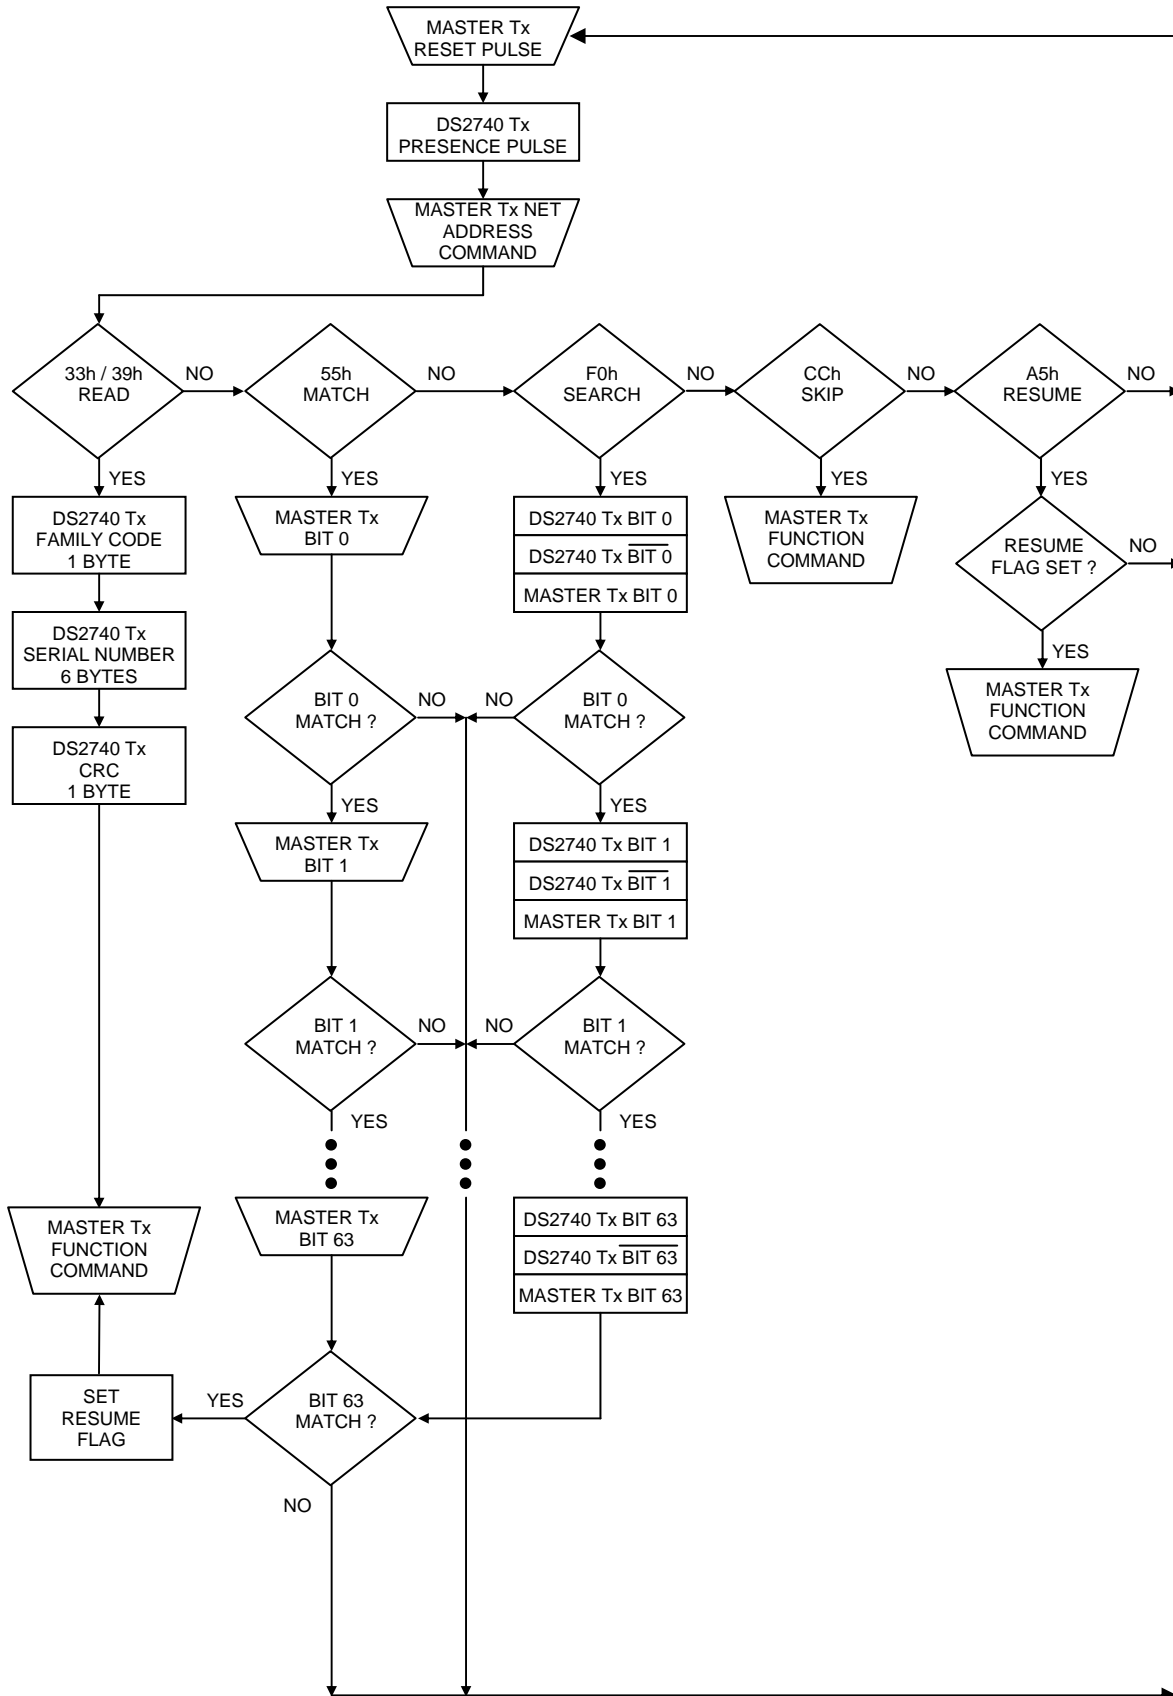 MASTER Tx
RESET PULSE
DS2740 Tx
PRESENCE PULSE
MASTER Tx NET
ADDRESS
COMMAND
33h / 39h
READ
NO
55h
MATCH
NO
F0h
SEARCH
NO
CCh
SKIP
NO
A5h
RESUME
NO
YES
YES
YES
YES
YES
DS2740 Tx
FAMILY CODE
1 BYTE
MASTER Tx
BIT 0
DS2740 Tx BIT 0
DS2740 Tx B̅I̅T̅ ̅0̅
MASTER Tx BIT 0
MASTER Tx
FUNCTION
COMMAND
RESUME
FLAG SET ?
NO
YES
MASTER Tx
FUNCTION
COMMAND
DS2740 Tx
SERIAL NUMBER
6 BYTES
DS2740 Tx
CRC
1 BYTE
BIT 0
MATCH ?
NO
NO
BIT 0
MATCH ?
YES
YES
MASTER Tx
BIT 1
DS2740 Tx BIT 1
DS2740 Tx B̅I̅T̅ ̅1̅
MASTER Tx BIT 1
BIT 1
MATCH ?
NO
NO
BIT 1
MATCH ?
YES
YES
MASTER Tx
BIT 63
DS2740 Tx BIT 63
DS2740 Tx B̅I̅T̅ ̅6̅3̅
MASTER Tx BIT 63
MASTER Tx
FUNCTION
COMMAND
SET
RESUME
FLAG
YES
BIT 63
MATCH ?
NO